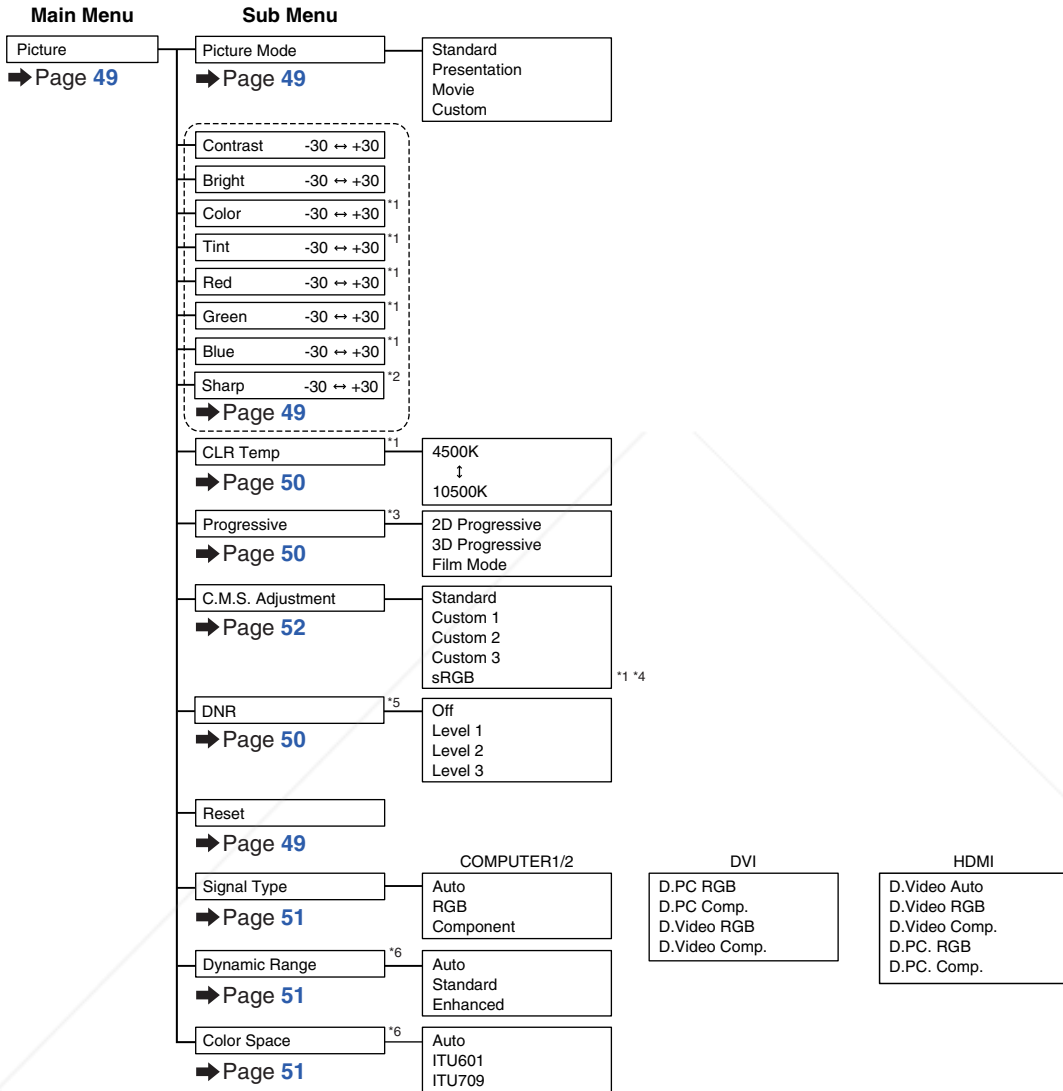 Main Menu Sub Menu
Picture
Page 49
Picture Mode
Page 49
Standard
Presentation
Movie
Custom
Contrast -30 ↔ +30
Bright -30 ↔ +30
Color -30 ↔ +30 *1
Tint -30 ↔ +30 *1
Red -30 ↔ +30 *1
Green -30 ↔ +30 *1
Blue -30 ↔ +30 *1
Sharp -30 ↔ +30 *2
Page 49
CLR Temp *1
Page 50
4500K
↕
10500K
Progressive *3
Page 50
2D Progressive
3D Progressive
Film Mode
C.M.S. Adjustment
Page 52
Standard
Custom 1
Custom 2
Custom 3
sRGB *1 *4
DNR *5
Page 50
Off
Level 1
Level 2
Level 3
Reset
Page 49
Signal Type
Page 51
COMPUTER1/2
Auto
RGB
Component
DVI
D.PC RGB
D.PC Comp.
D.Video RGB
D.Video Comp.
HDMI
D.Video Auto
D.Video RGB
D.Video Comp.
D.PC. RGB
D.PC. Comp.
Dynamic Range *6
Page 51
Auto
Standard
Enhanced
Color Space *6
Page 51
Auto
ITU601
ITU709